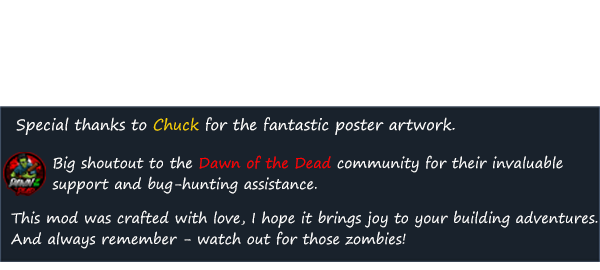 Special thanks to Chuck for the fantastic poster artwork.
Big shoutout to the Dawn of the Dead community for their invaluable
support and bug-hunting assistance.
This mod was crafted with love, I hope it brings joy to your building adventures.
And always remember - watch out for those zombies!